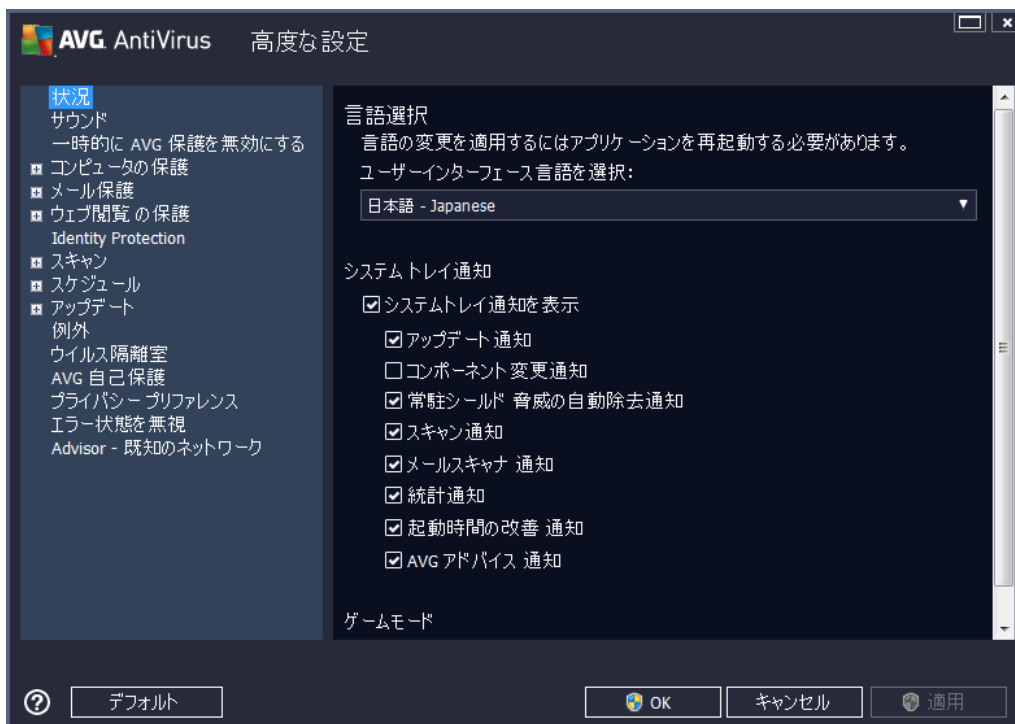 AVG. AntiVirus 高度な設定
状況
サウンド
一時的に AVG 保護を無効にする
コンピュータの保護
メール保護
ウェブ閲覧 の 保護
Identity Protection
スキャン
スケジュール
アップデート
例外
ウイルス隔離室
AVG 自己保護
プライバシー プリファレンス
エラー状態を無視
Advisor - 既知のネットワーク
言語選択
言語の変更を適用するにはアプリケーションを再起動する必要があります。
ユーザーインターフェース言語を選択:
日本語 - Japanese
システムトレイ通知
システムトレイ通知を表示
アップデート 通知
コンポーネント 変更通知
常駐シールド 脅威の自動除去通知
スキャン通知
メールスキャナ 通知
統計通知
起動時間の改善 通知
AVG アドバイス 通知
ゲームモード
デフォルト
OK
キャンセル
適用